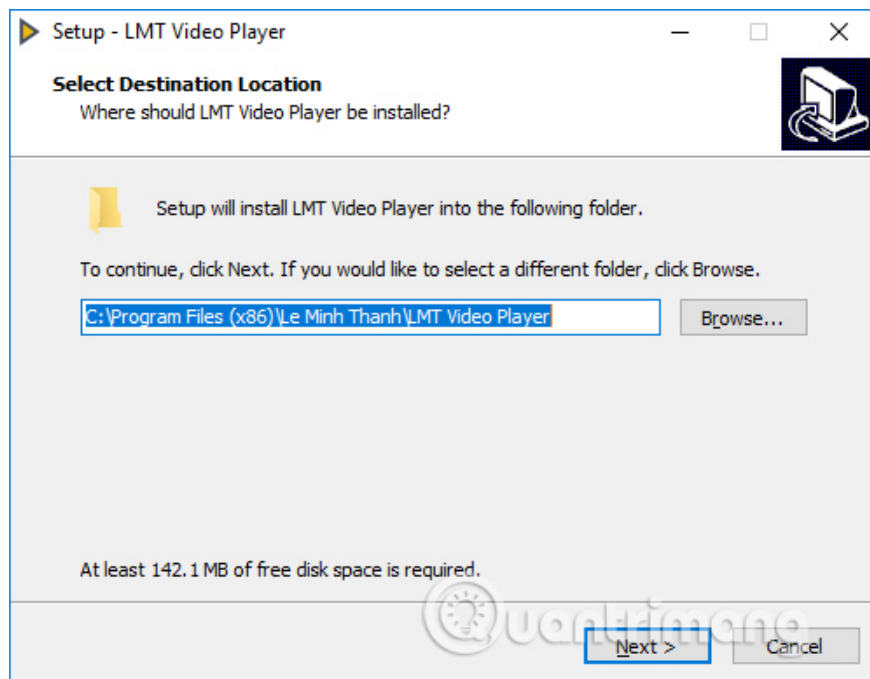 Setup - LMT Video Player
Select Destination Location
Where should LMT Video Player be installed?
Setup will install LMT Video Player into the following folder.
To continue, click Next. If you would like to select a different folder, click Browse.
C:\Program Files (x86)\Le Minh Thanh\LMT Video Player
Browse...
At least 142.1 MB of free disk space is required.
Quantrimang
Next >
Cancel